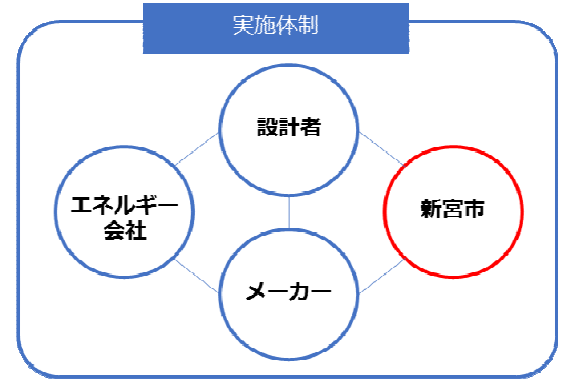 実施体制
設計者
エネルギー
会社
新宮市
メーカー